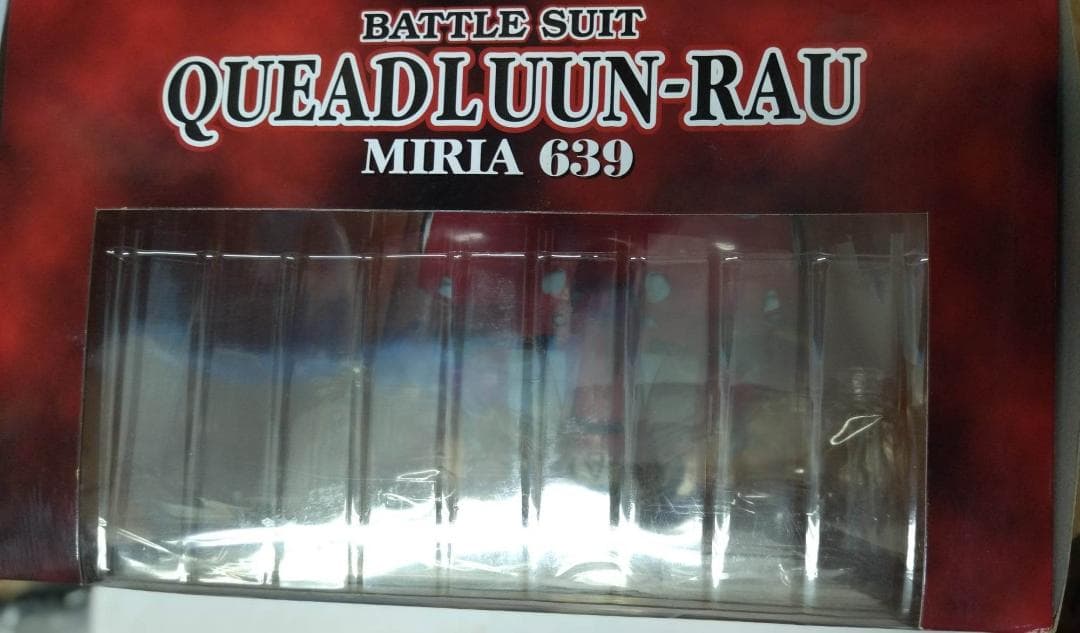 BATTLE SUIT
QUEADLUUN-RAU
MIRIA 639